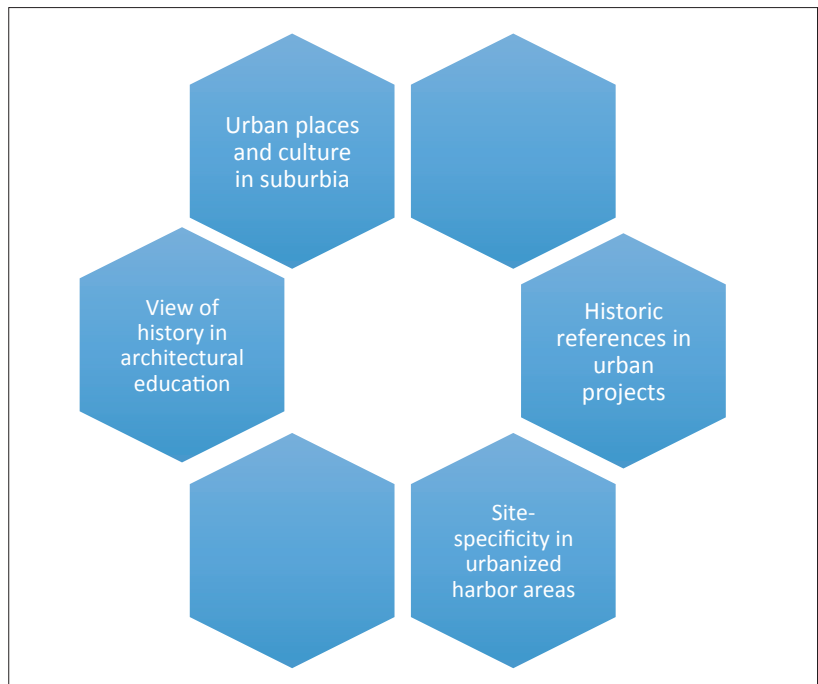 Urban places
and culture
in suburbia
View of
history in
architectural
education
Historic
references in
urban
projects
Site-
specificity in
urbanized
harbor areas